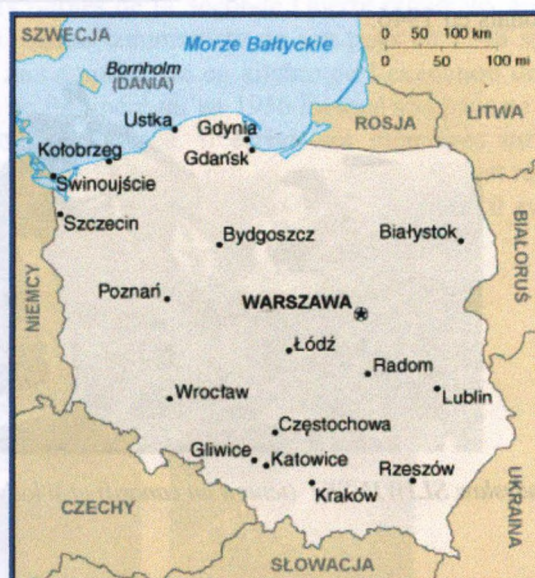 SZWECJA
Morze Bałtyckie
0 50 100 km
0 50 100 mi
Bornholm
(DANIA)
Ustka
Gdynia
ROSJA
LITWA
Kołobrzeg
Gdańsk
Świnoujście
Szczecin
Bydgoszcz
Białystok
BIAŁORUŚ
NIEMCY
Poznań
WARSZAWA
Łódź
Radom
Wrocław
Lublin
Częstochowa
Gliwice
Katowice
Rzeszów
Kraków
UKRAINA
CZECHY
SŁOWACJA